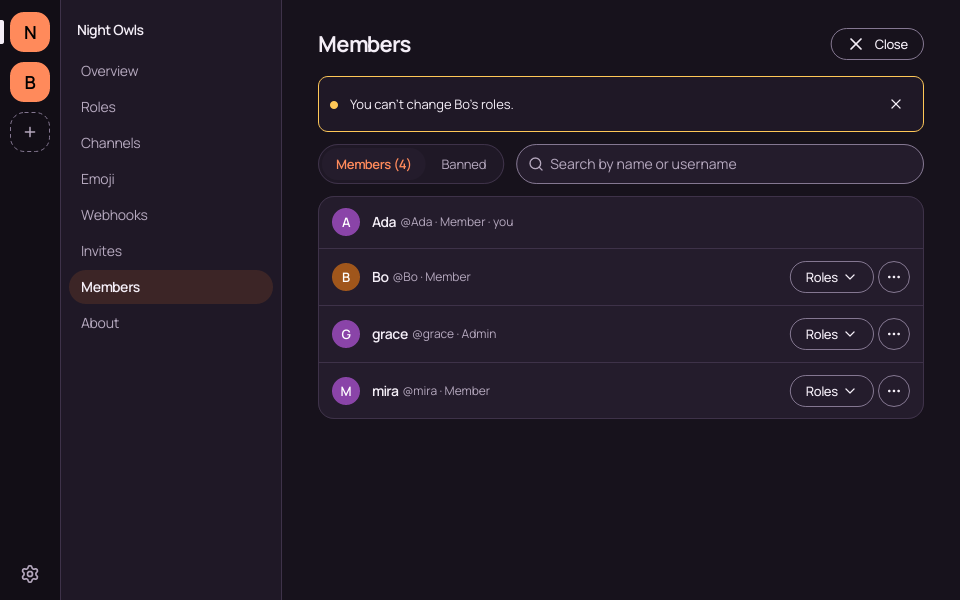 N
B
Night Owls
Overview
Roles
Channels
Emoji
Webhooks
Invites
Members
About
Members
Close
You can't change Bo's roles.
Members (4)
Banned
Search by name or username
A
Ada @Ada · Member · you
B
Bo @Bo · Member
Roles
G
grace @grace · Admin
Roles
M
mira @mira · Member
Roles